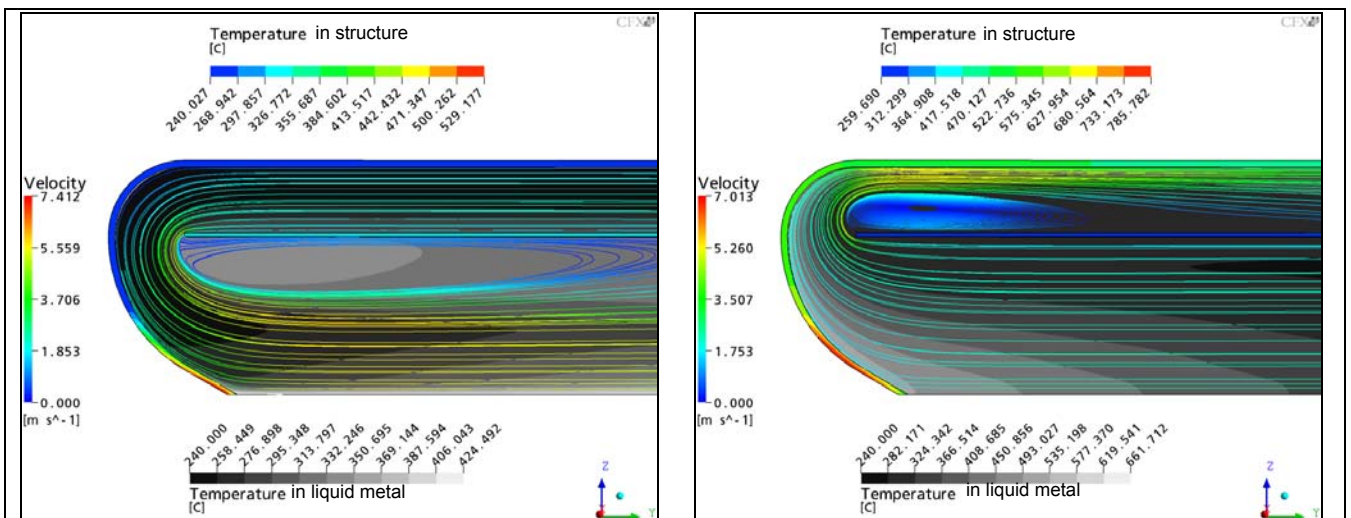 CFX
Temperature in structure
[C]
240.027
268.942
297.857
326.772
355.687
384.602
413.517
442.432
471.347
500.262
529.177
Velocity
7.412
5.559
3.706
1.853
0.000
[m s^-1]
240.000
258.449
276.898
295.348
313.797
332.246
350.695
369.144
387.594
406.043
424.492
Temperature in liquid metal
[C]
Z
X
Y
CFX
Temperature in structure
[C]
259.690
312.299
364.908
417.518
470.127
522.736
575.345
627.954
680.564
733.173
785.782
Velocity
7.013
5.260
3.507
1.753
0.000
[m s^-1]
240.000
282.171
324.342
366.514
408.685
450.856
493.027
535.198
577.370
619.541
661.712
Temperature in liquid metal
[C]
Z
X
Y